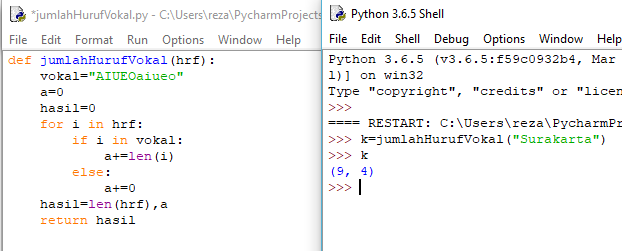 *jumlahHurufVokal.py - C:\Users\reza\PycharmProjects
File Edit Format Run Options Window Help
def jumlahHurufVokal(hrf):
    vokal="AIUEOaiueo"
    a=0
    hasil=0
    for i in hrf:
        if i in vokal:
            a+=len(i)
        else:
            a+=0
    hasil=len(hrf),a
    return hasil
Python 3.6.5 Shell
File Edit Shell Debug Options Window Help
Python 3.6.5 (v3.6.5:f59c0932b4, Mar
l)] on win32
Type "copyright", "credits" or "licen
>>>
==== RESTART: C:\Users\reza\PycharmP
>>> k=jumlahHurufVokal("Surakarta")
>>> k
(9, 4)
>>>